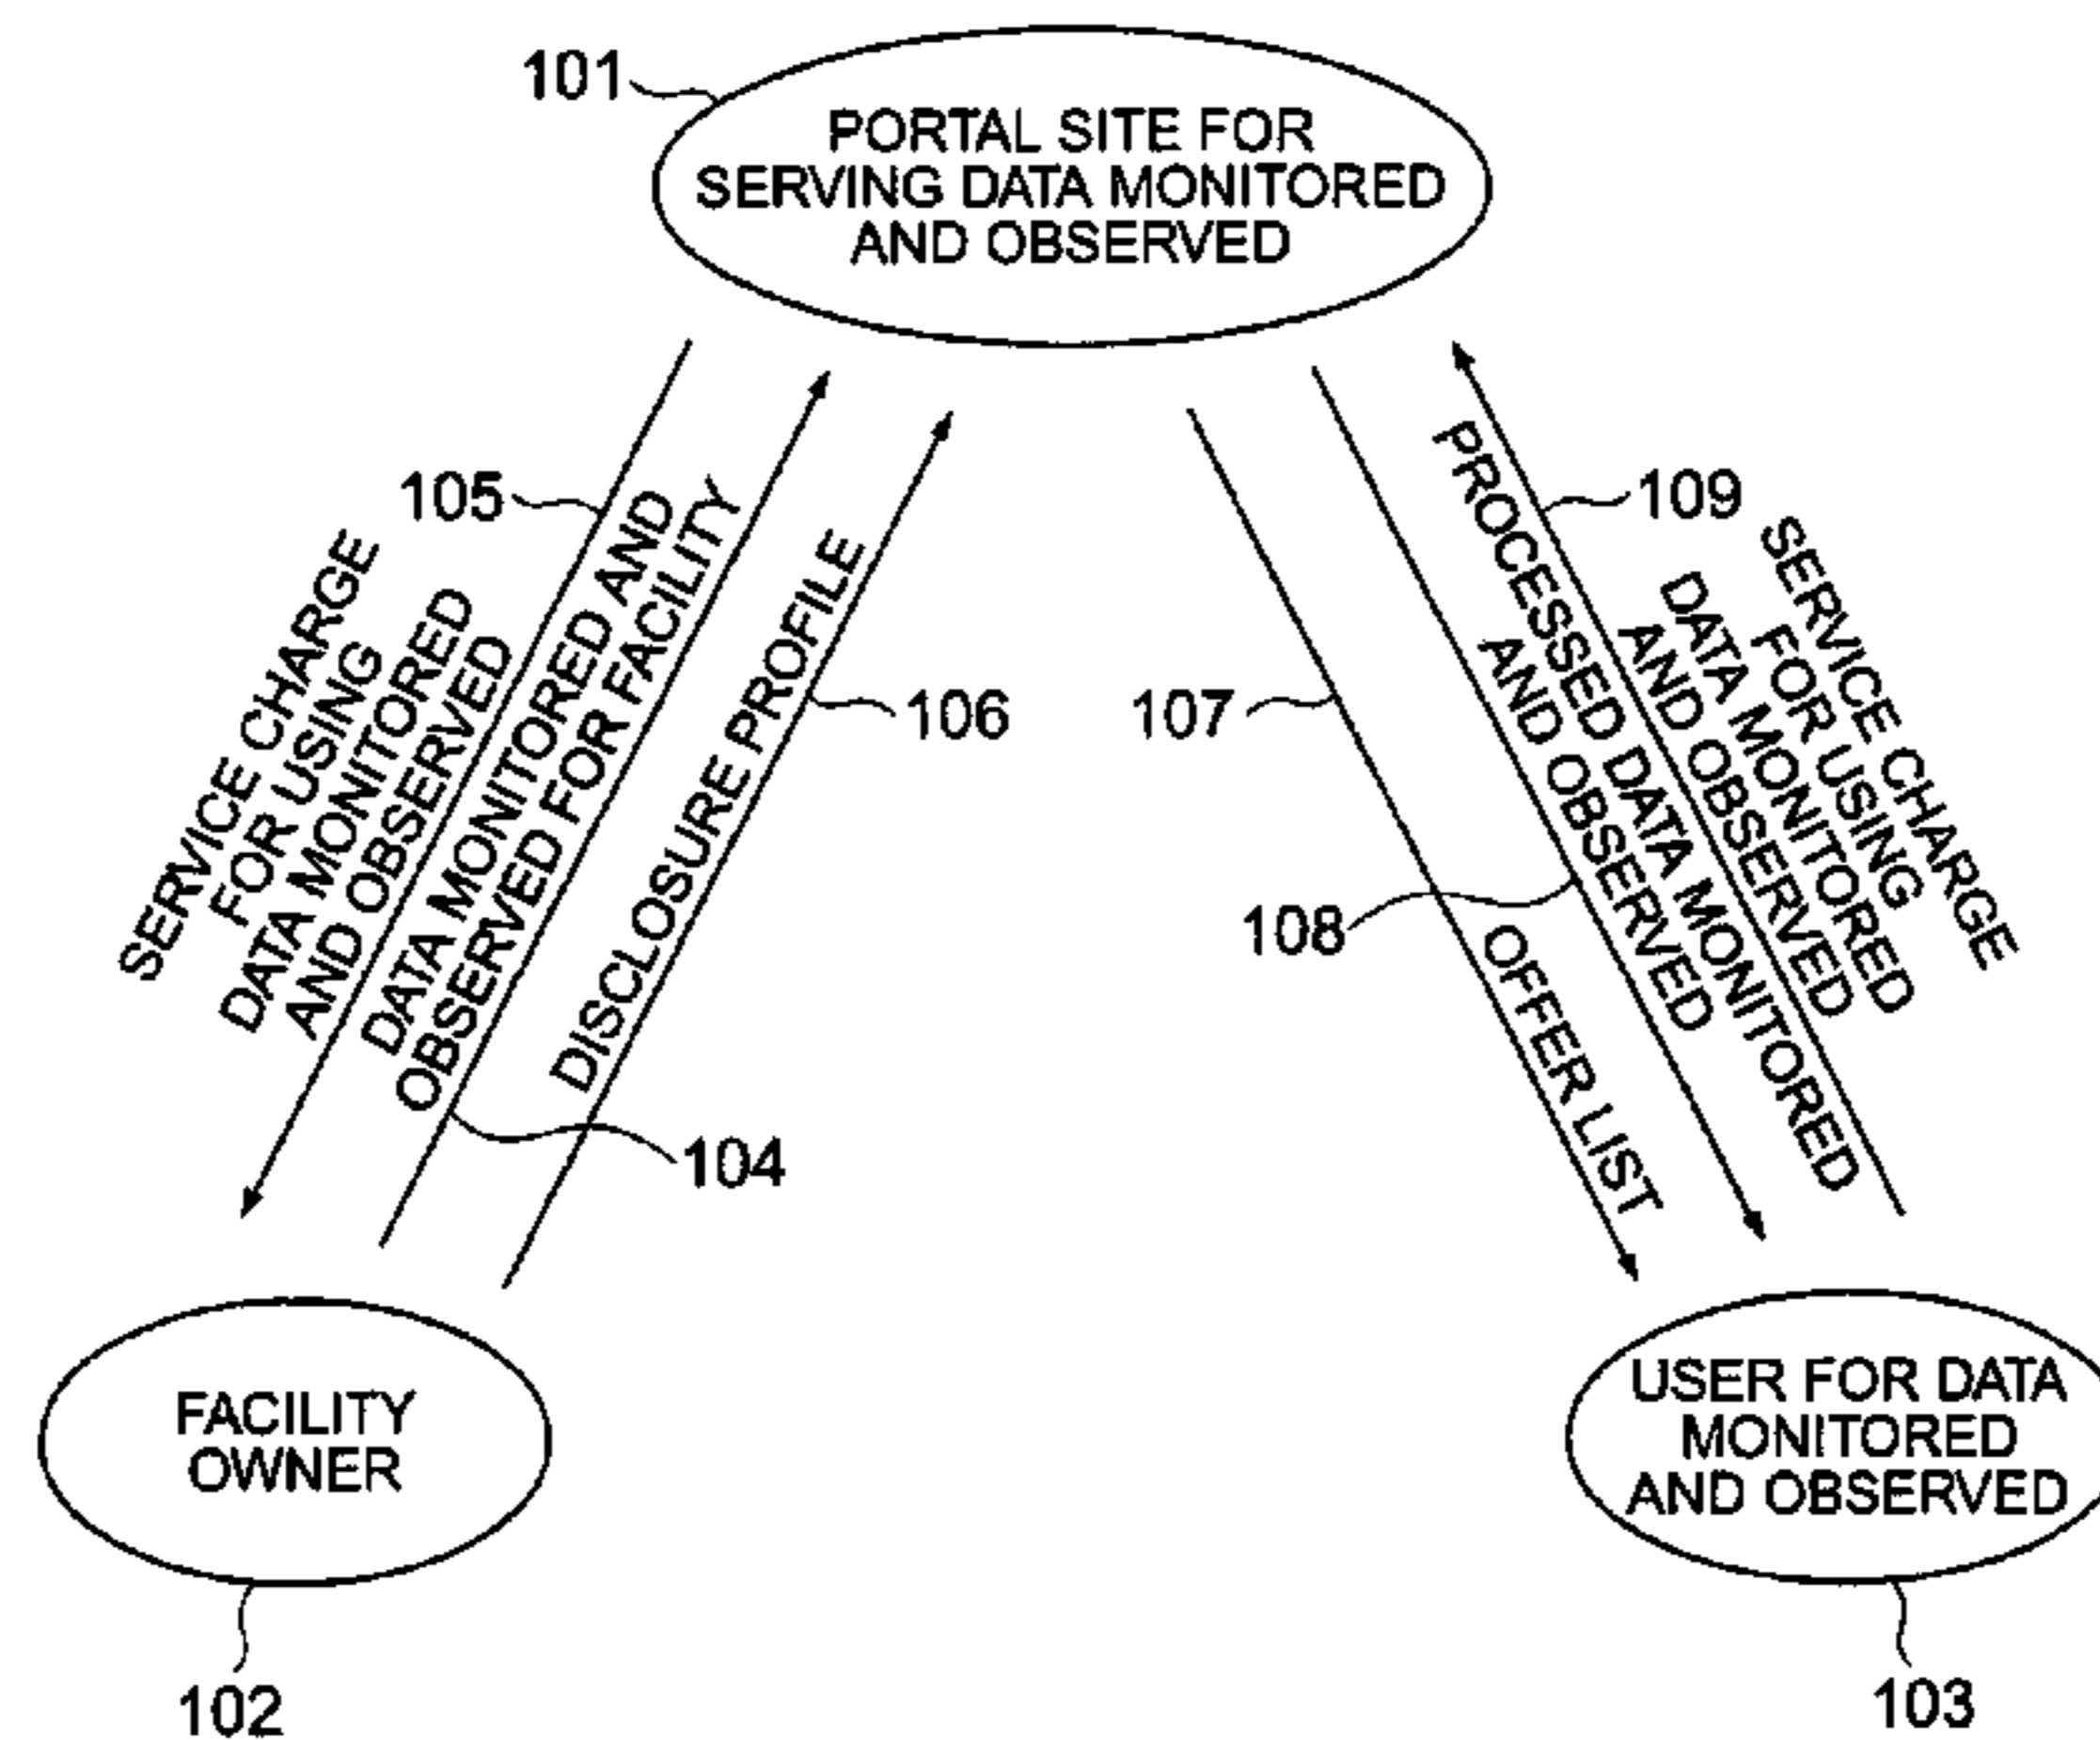 101
PORTAL SITE FOR
SERVING DATA MONITORED
AND OBSERVED
105
SERVICE CHARGE
FOR USING
DATA MONITORED
AND OBSERVED
DATA MONITORED AND
OBSERVED FOR FACILITY
104
DISCLOSURE PROFILE
106
107
OFFER LIST
108
PROCESSED DATA MONITORED
AND OBSERVED
109
SERVICE CHARGE
FOR USING
DATA MONITORED
AND OBSERVED
FACILITY
OWNER
102
USER FOR DATA
MONITORED
AND OBSERVED
103